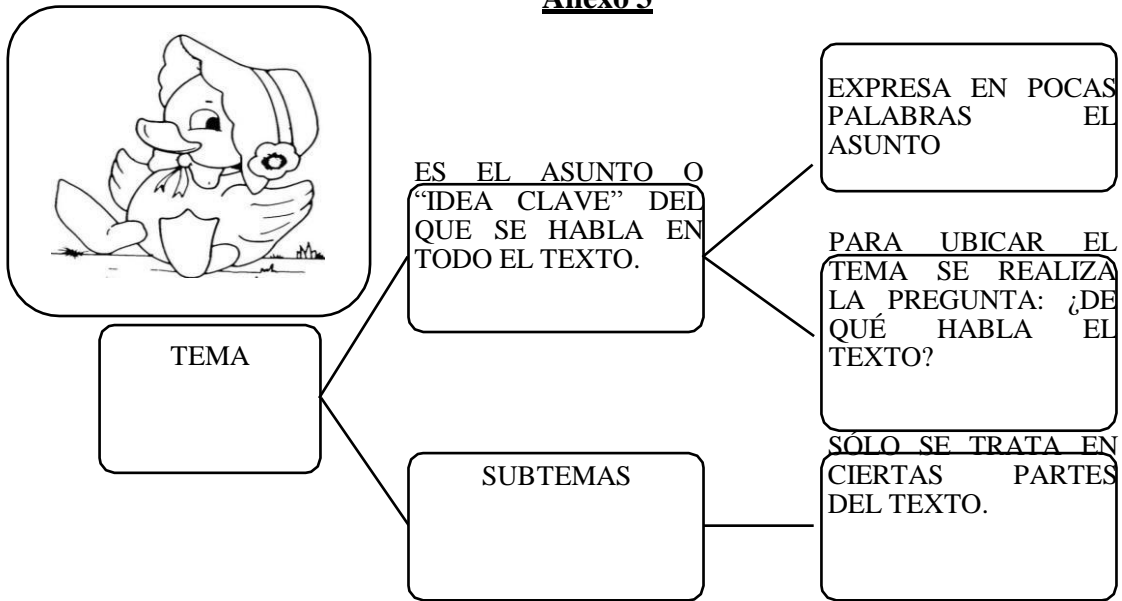 Anexo 3
EXPRESA EN POCAS
PALABRAS EL
ASUNTO
ES EL ASUNTO O
“IDEA CLAVE” DEL
QUE SE HABLA EN
TODO EL TEXTO.
PARA UBICAR EL
TEMA SE REALIZA
LA PREGUNTA: ¿DE
QUÉ HABLA EL
TEXTO?
TEMA
SUBTEMAS
SÓLO SE TRATA EN
CIERTAS PARTES
DEL TEXTO.